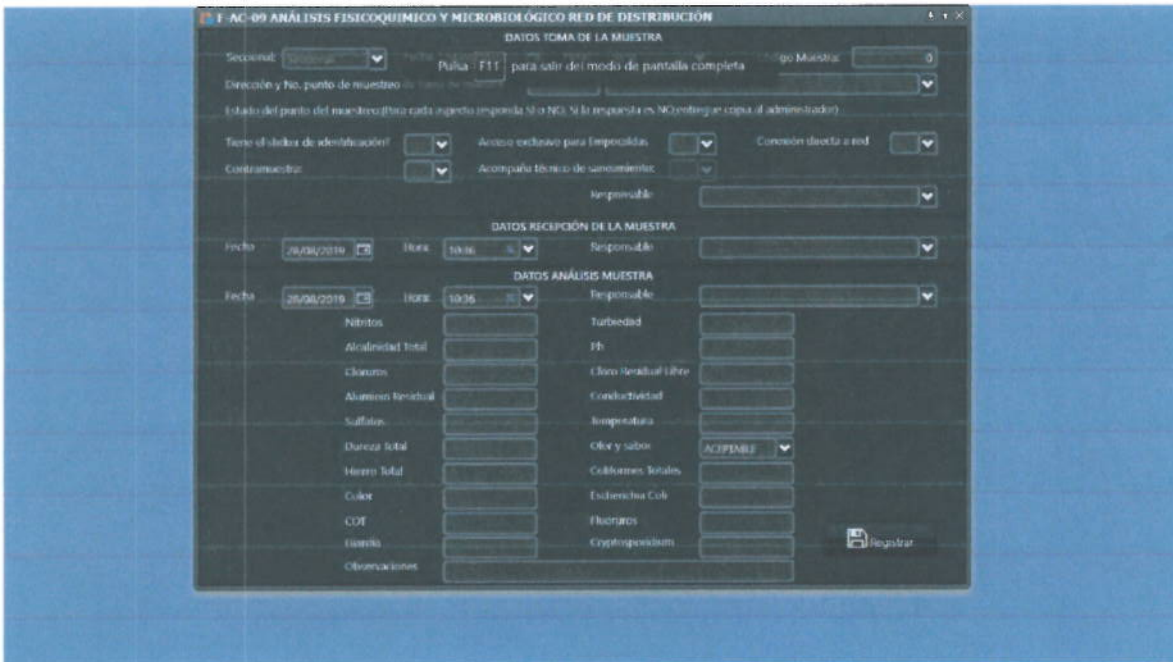 F-AC-09 ANÁLISIS FISICOQUIMICO Y MICROBIOLÓGICO RED DE DISTRIBUCIÓN
DATOS TOMA DE LA MUESTRA
Seccional: Seccional
Pulsa F11 para salir del modo de pantalla completa
igo Muestra: 0
Dirección y No. punto de muestreo
Estado del punto del muestreo:(Para cada aspecto responda SI o NO. Si la respuesta es NO entregue copia al administrador)
Tiene el sticker de identificación? Acceso exclusivo para Empocaldas Conexión directa a red
Contramuestra: Acompaña técnico de saneamiento:
Responsable
DATOS RECEPCIÓN DE LA MUESTRA
Fecha 28/08/2019 Hora: 10:36 Responsable
DATOS ANÁLISIS MUESTRA
Fecha 28/08/2019 Hora: 10:36 Responsable
Nitritos Turbiedad
Alcalinidad Total Ph
Cloruros Cloro Residual Libre
Aluminio Residual Conductividad
Sulfatos Temperatura
Dureza Total Olor y sabor ACEPTABLE
Hierro Total Coliformes Totales
Color Escherichia Coli
COT Fluoruros
Giardia Cryptosporidium
Registrar
Observaciones